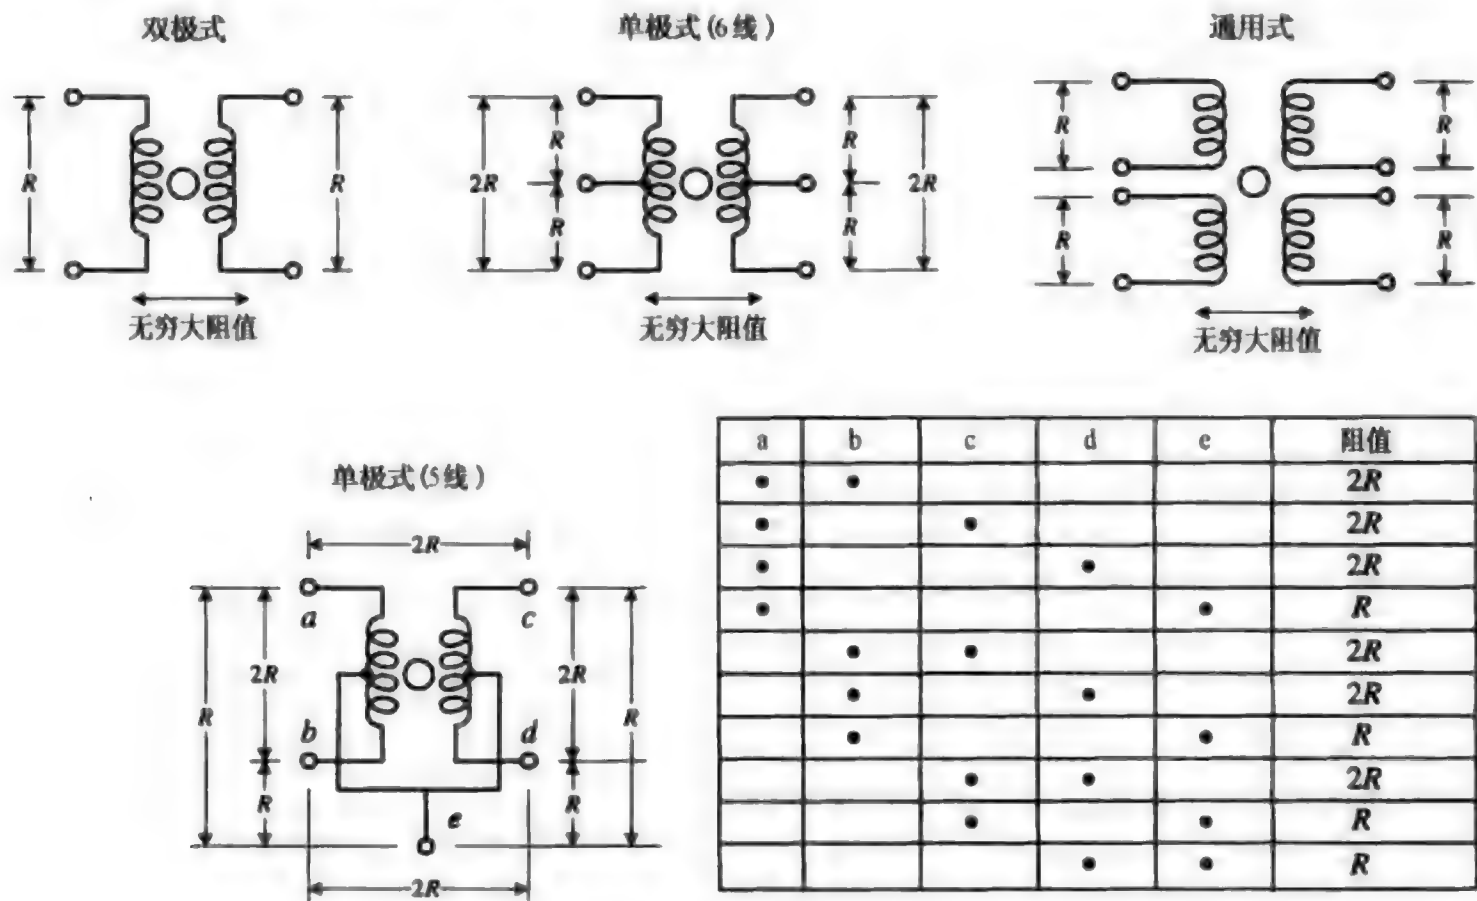 双极式
单极式(6线)
通用式
R
R
2R
R
R
R
R
2R
R
R
R
R
无穷大阻值
无穷大阻值
无穷大阻值
单极式(5线)
2R
a
c
R
2R
2R
R
b
d
R
R
e
2R
a b c d e 阻值
• • 2R
• • 2R
• • 2R
• • R
• • 2R
• • 2R
• • R
• • 2R
• • R
• • R